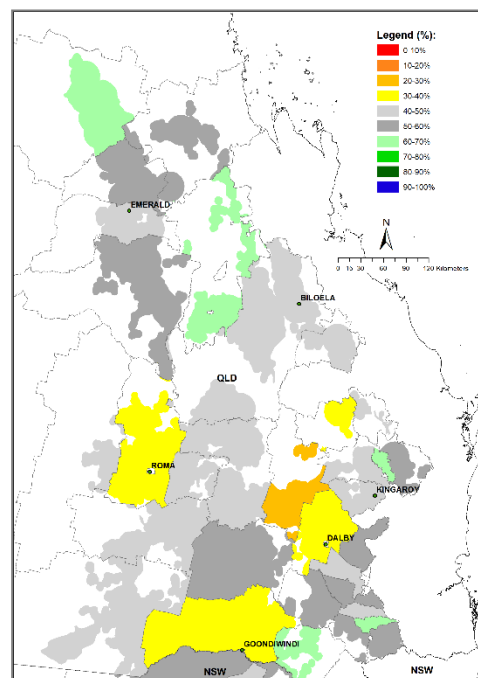 Legend (%):
0-10%
10-20%
20-30%
30-40%
40-50%
50-60%
60-70%
70-80%
80-90%
90-100%
N
0 15 30 60 90 120 Kilometers
EMERALD
BILOELA
QLD
ROMA
KINGAROY
DALBY
GOONDIWINDI
NSW
NSW